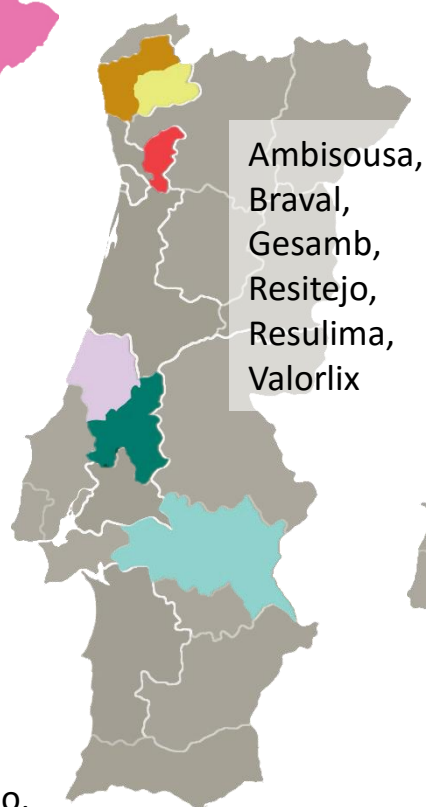 Ambisousa,
Braval,
Gesamb,
Resitejo,
Resulima,
Valorlix
o.